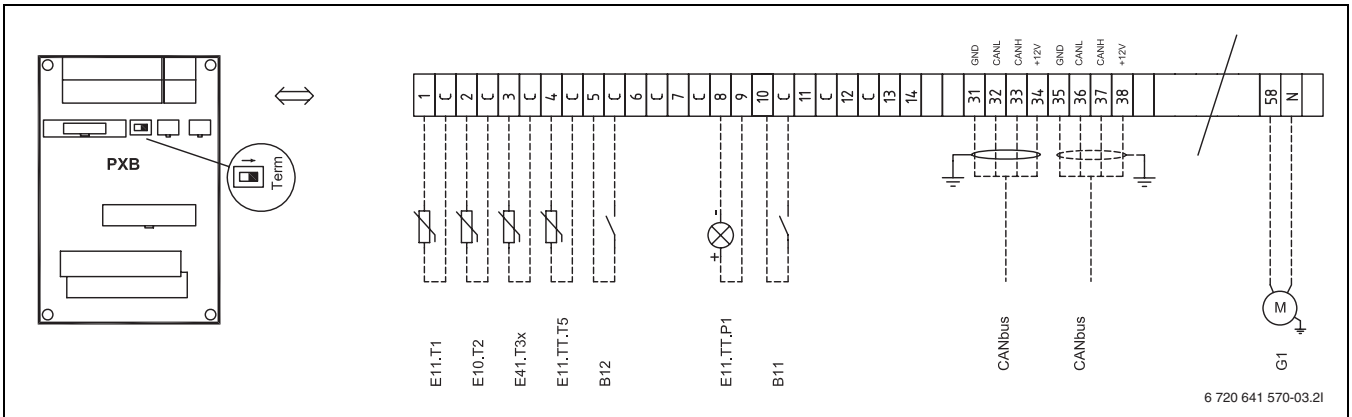 GND CANL CANH +12V GND CANL CANH +12V
1 C 2 C 3 C 4 C 5 C 6 C 7 C 8 9 10 C 11 C 12 C 13 14 31 32 33 34 35 36 37 38 58 N
PXB
Term
- +
M
E11.T1
E10.T2
E41.T3x
E11.TT.T5
B12
E11.TT.P1
B11
CANbus
CANbus
G1
6 720 641 570-03.2I